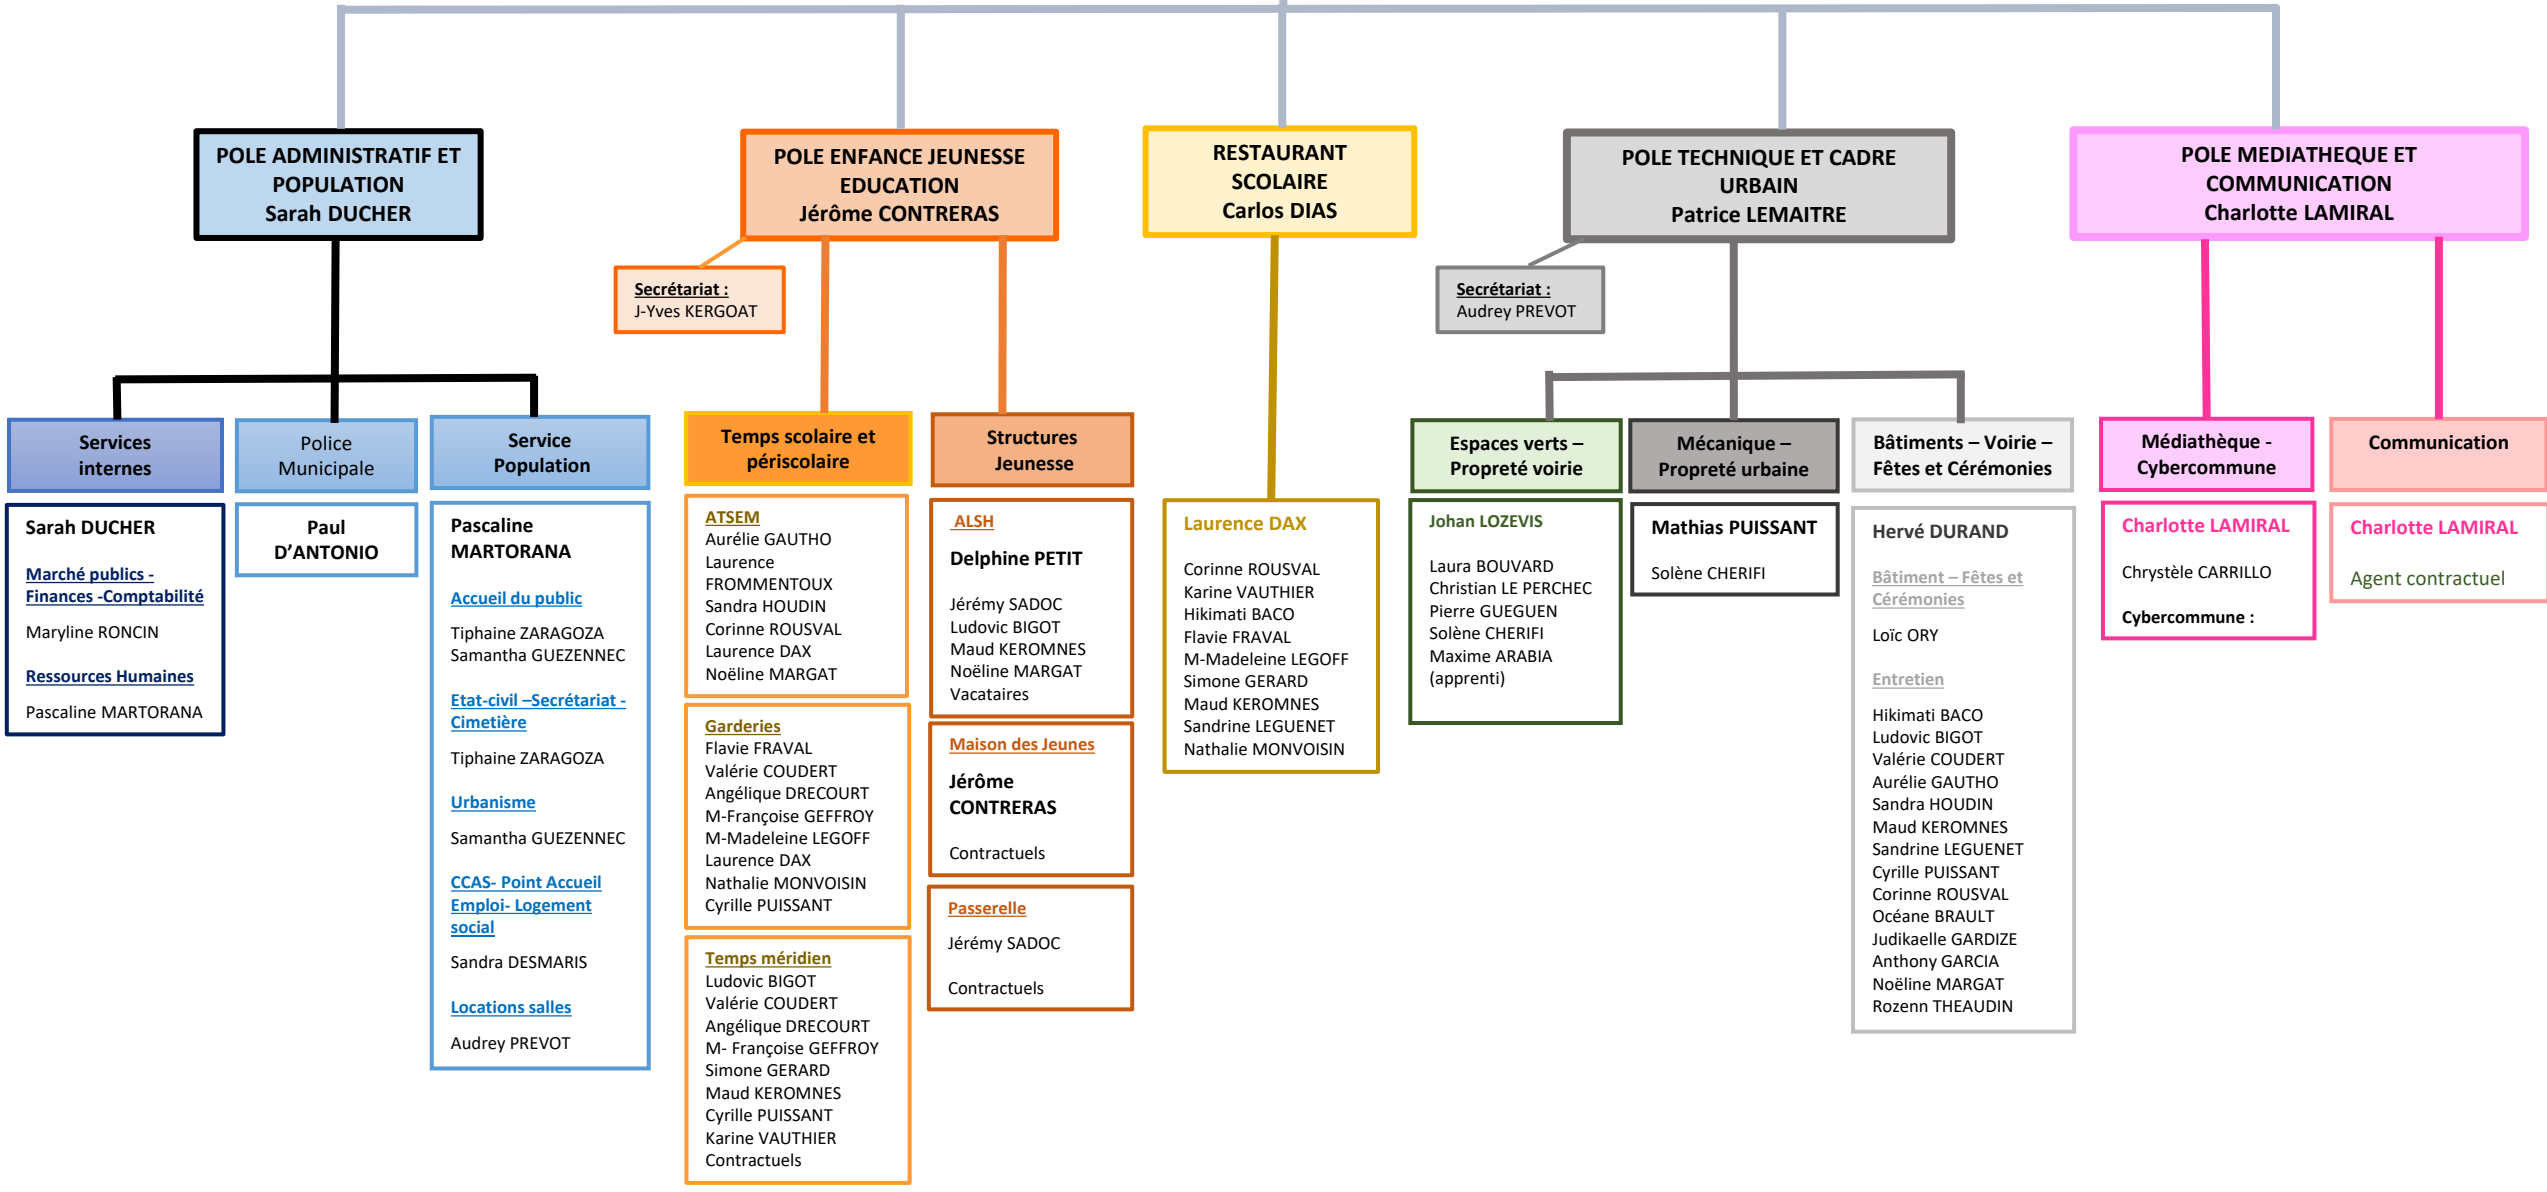 POLE ADMINISTRATIF ET
POPULATION
Sarah DUCHER
POLE ENFANCE JEUNESSE
EDUCATION
Jérôme CONTRERAS
RESTAURANT
SCOLAIRE
Carlos DIAS
POLE TECHNIQUE ET CADRE
URBAIN
Patrice LEMAITRE
POLE MEDIATHEQUE ET
COMMUNICATION
Charlotte LAMIRAL
Secrétariat :
J-Yves KERGOAT
Secrétariat :
Audrey PREVOT
Services
internes
Sarah DUCHER
Marché publics -
Finances -Comptabilité
Maryline RONCIN
Ressources Humaines
Pascaline MARTORANA
Police
Municipale
Paul
D'ANTONIO
Service
Population
Pascaline
MARTORANA
Accueil du public
Tiphaine ZARAGOZA
Samantha GUEZENNEC
Etat-civil –Secrétariat -
Cimetière
Tiphaine ZARAGOZA
Urbanisme
Samantha GUEZENNEC
CCAS- Point Accueil
Emploi- Logement
social
Sandra DESMARIS
Locations salles
Audrey PREVOT
Temps scolaire et
périscolaire
ATSEM
Aurélie GAUTHO
Laurence
FROMMENTOUX
Sandra HOUDIN
Corinne ROUSVAL
Laurence DAX
Noëline MARGAT
Garderies
Flavie FRAVAL
Valérie COUDERT
Angélique DRECOURT
M-Françoise GEFFROY
M-Madeleine LEGOFF
Laurence DAX
Nathalie MONVOISIN
Cyrille PUISSANT
Temps méridien
Ludovic BIGOT
Valérie COUDERT
Angélique DRECOURT
M- Françoise GEFFROY
Simone GERARD
Maud KEROMNES
Cyrille PUISSANT
Karine VAUTHIER
Contractuels
Structures
Jeunesse
ALSH
Delphine PETIT
Jérémy SADOC
Ludovic BIGOT
Maud KEROMNES
Noëline MARGAT
Vacataires
Maison des Jeunes
Jérôme
CONTRERAS
Contractuels
Passerelle
Jérémy SADOC
Contractuels
Laurence DAX
Corinne ROUSVAL
Karine VAUTHIER
Hikimati BACO
Flavie FRAVAL
M-Madeleine LEGOFF
Simone GERARD
Maud KEROMNES
Sandrine LEGUENET
Nathalie MONVOISIN
Espaces verts –
Propreté voirie
Johan LOZEVIS
Laura BOUVARD
Christian LE PERCHEC
Pierre GUEGUEN
Solène CHERIFI
Maxime ARABIA
(apprenti)
Mécanique –
Propreté urbaine
Mathias PUISSANT
Solène CHERIFI
Bâtiments – Voirie –
Fêtes et Cérémonies
Hervé DURAND
Bâtiment – Fêtes et
Cérémonies
Loïc ORY
Entretien
Hikimati BACO
Ludovic BIGOT
Valérie COUDERT
Aurélie GAUTHO
Sandra HOUDIN
Maud KEROMNES
Sandrine LEGUENET
Cyrille PUISSANT
Corinne ROUSVAL
Océane BRAULT
Judikaelle GARDIZE
Anthony GARCIA
Noëline MARGAT
Rozenn THEAUDIN
Médiathèque -
Cybercommune
Charlotte LAMIRAL
Chrystèle CARRILLO
Cybercommune :
Communication
Charlotte LAMIRAL
Agent contractuel